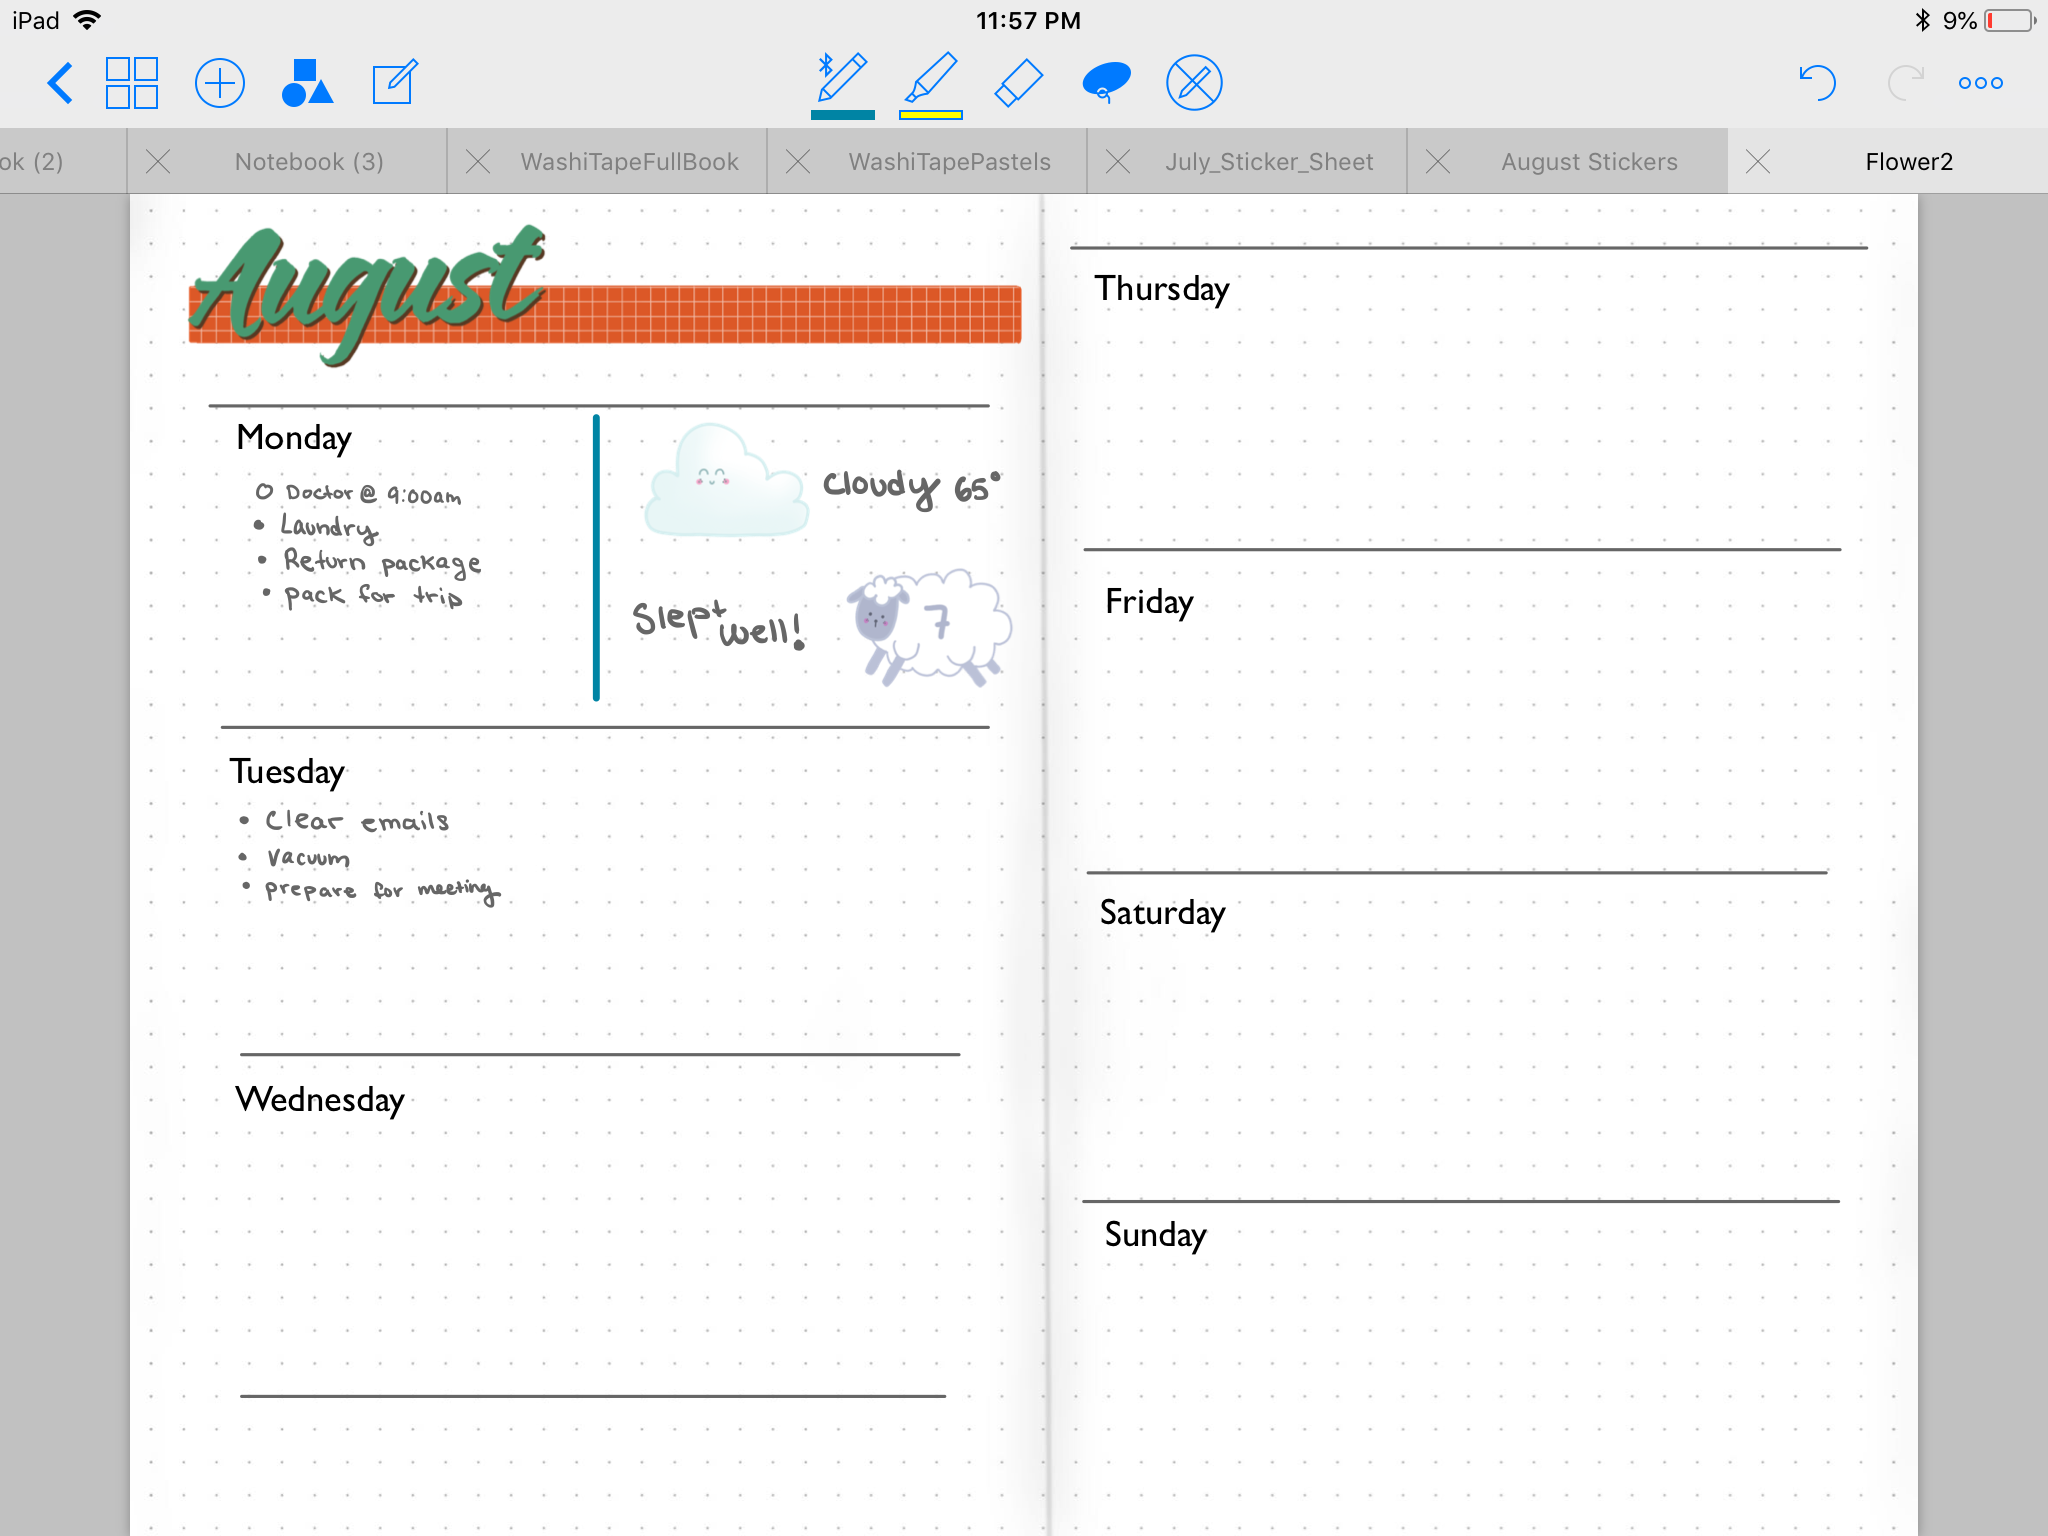 iPad 11:57 PM 9%
ok (2) Notebook (3) WashiTapeFullBook WashiTapePastels July_Sticker_Sheet August Stickers Flower2
August
Monday
Doctor @ 9:00am
• Laundry
• Return package
• pack for trip
Cloudy 65°
Slept
well!
7
Tuesday
• Clear emails
• Vacuum
• prepare for meeting
Wednesday
Thursday
Friday
Saturday
Sunday